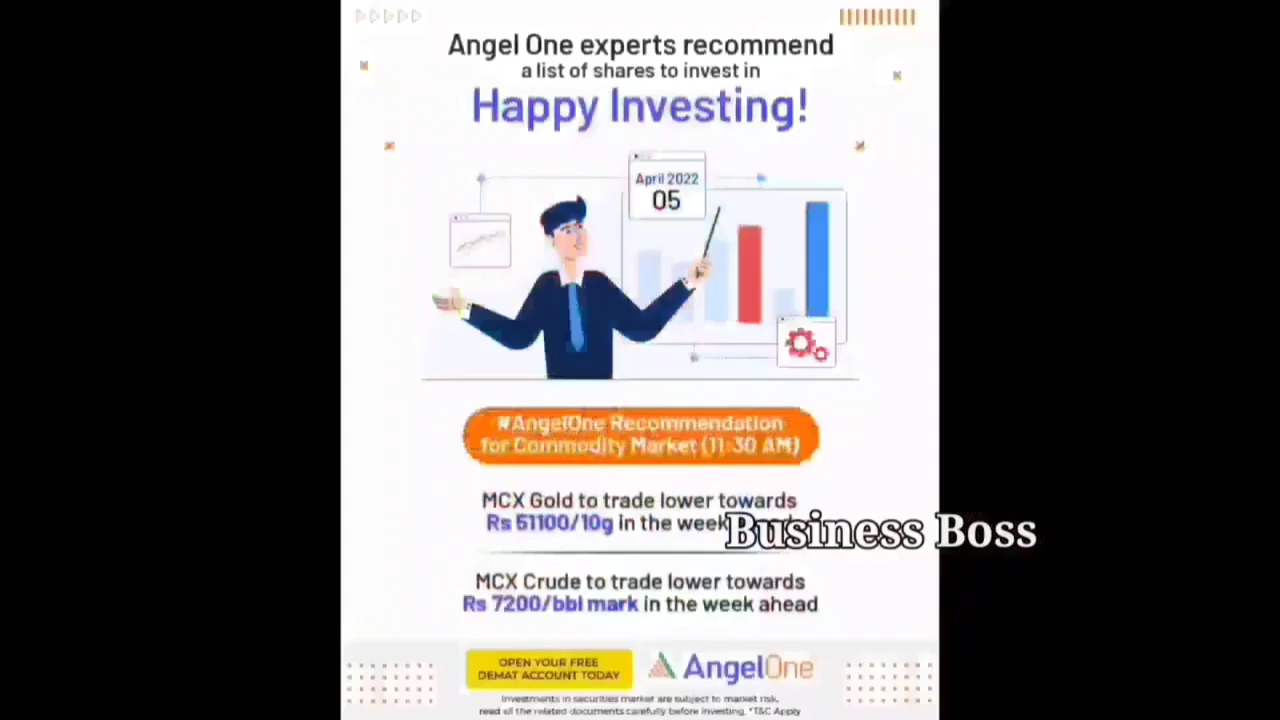 Angel One experts recommend
a list of shares to invest in
Happy Investing!
April 2022
05
#AngelOne Recommendation
for Commodity Market (11:30 AM)
MCX Gold to trade lower towards
Rs 51100/10g in the week
Business Boss
MCX Crude to trade lower towards
Rs 7200/bbl mark in the week ahead
OPEN YOUR FREE
DEMAT ACCOUNT TODAY
AngelOne
Investments in securities market are subject to market risk,
read all the related documents carefully before investing. *T&C Apply